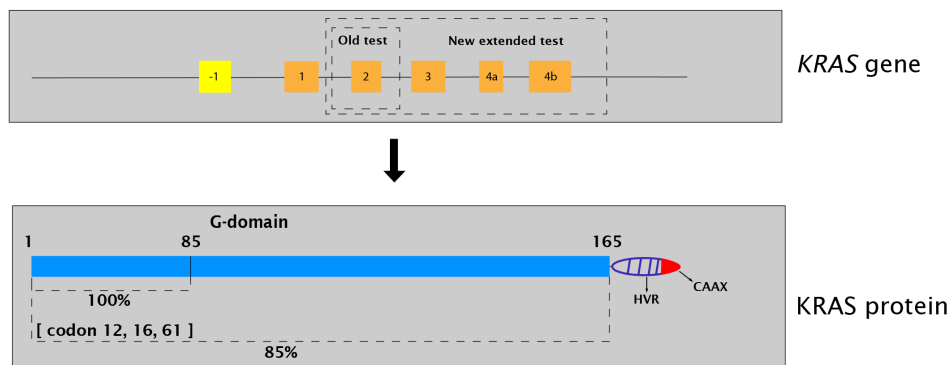 Old test
New extended test
-1
1
2
3
4a
4b
KRAS gene
G-domain
1
85
165
100%
HVR
CAAX
KRAS protein
[ codon 12, 16, 61 ]
85%